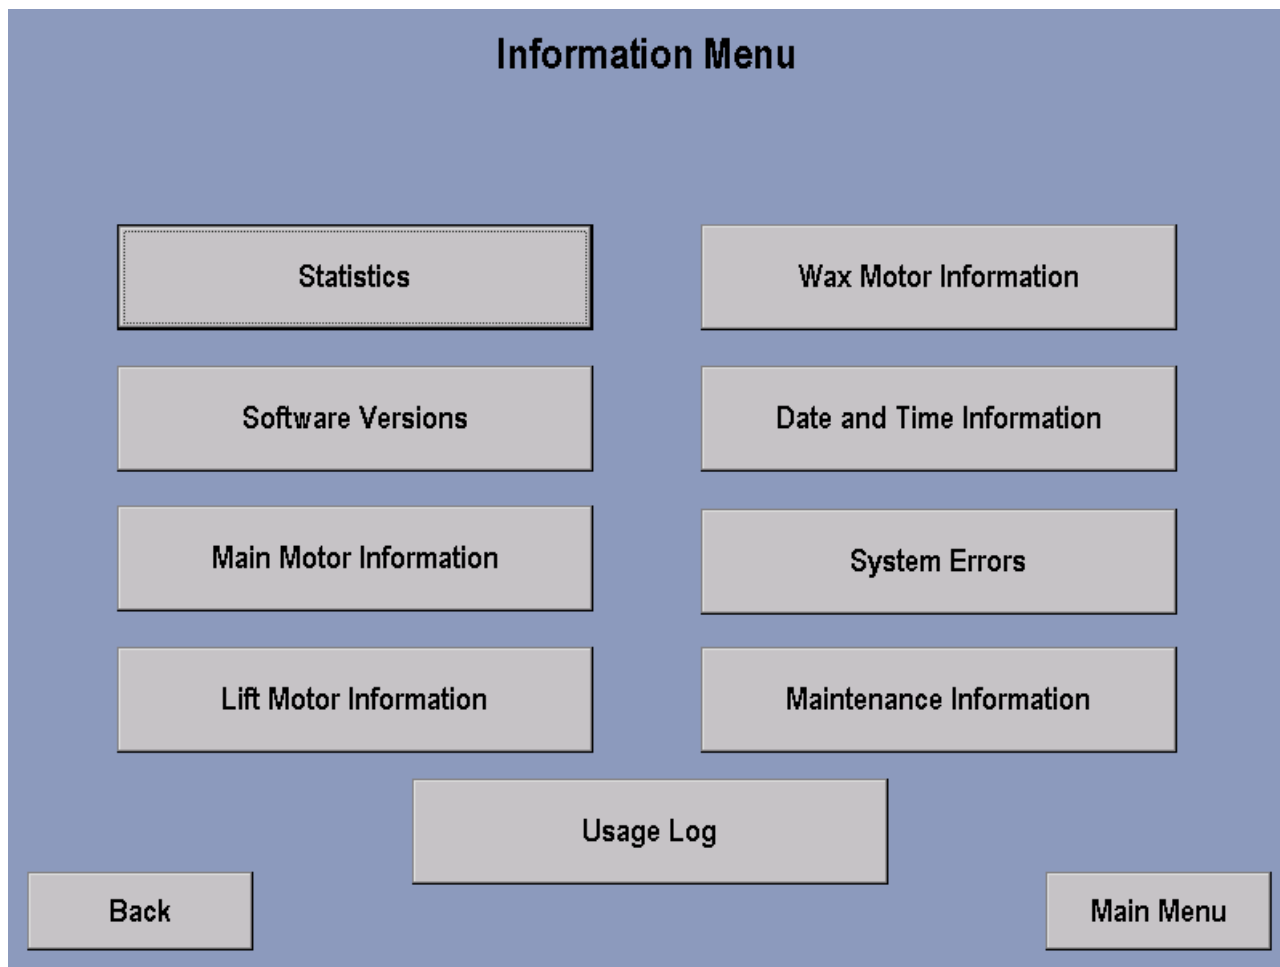 Information Menu
Statistics
Wax Motor Information
Software Versions
Date and Time Information
Main Motor Information
System Errors
Lift Motor Information
Maintenance Information
Usage Log
Back
Main Menu